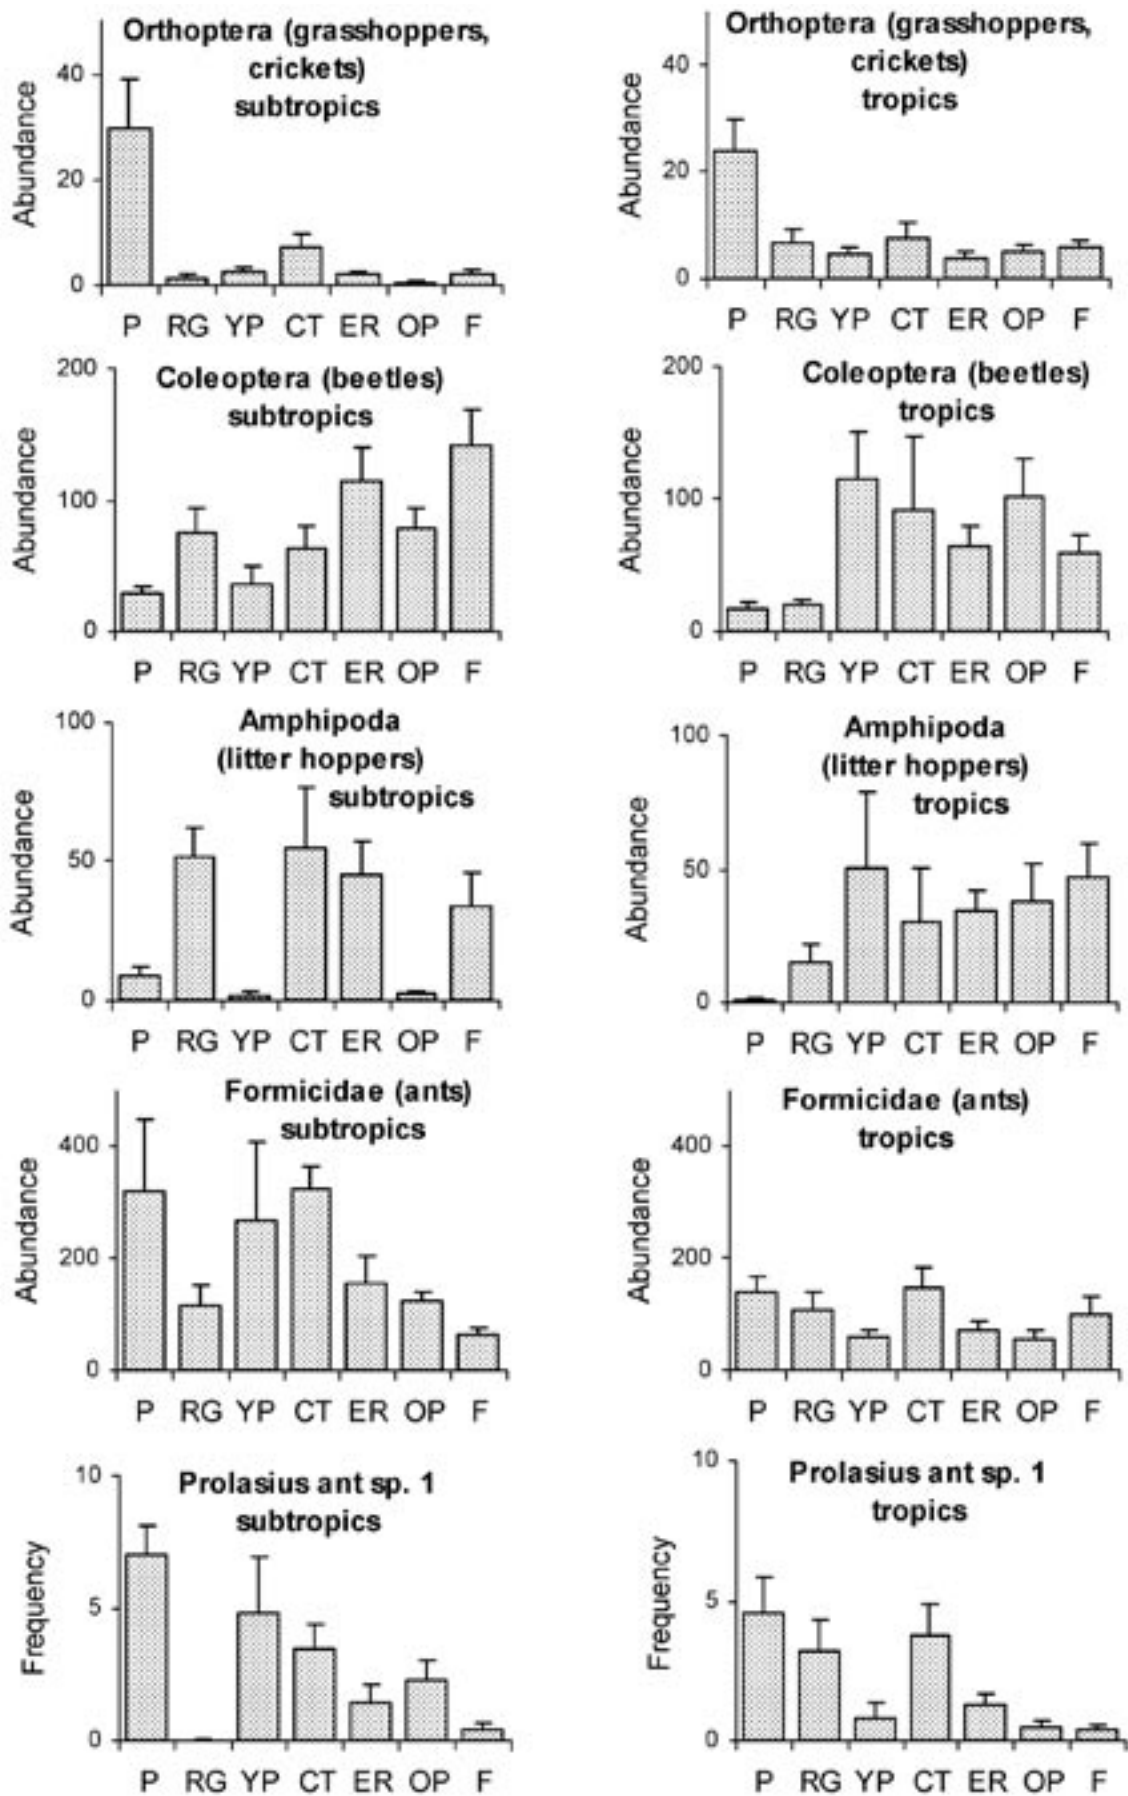 Orthoptera (grasshoppers,
crickets)
subtropics
Abundance
40
20
0
P RG YP CT ER OP F
Orthoptera (grasshoppers,
crickets)
tropics
Abundance
40
20
0
P RG YP CT ER OP F
Coleoptera (beetles)
subtropics
Abundance
200
100
0
P RG YP CT ER OP F
Coleoptera (beetles)
tropics
Abundance
200
100
0
P RG YP CT ER OP F
Amphipoda
(litter hoppers)
subtropics
Abundance
100
50
0
P RG YP CT ER OP F
Amphipoda
(litter hoppers)
tropics
Abundance
100
50
0
P RG YP CT ER OP F
Formicidae (ants)
subtropics
Abundance
400
200
0
P RG YP CT ER OP F
Formicidae (ants)
tropics
Abundance
400
200
0
P RG YP CT ER OP F
Prolasius ant sp. 1
subtropics
Frequency
10
5
0
P RG YP CT ER OP F
Prolasius ant sp. 1
tropics
Frequency
10
5
0
P RG YP CT ER OP F